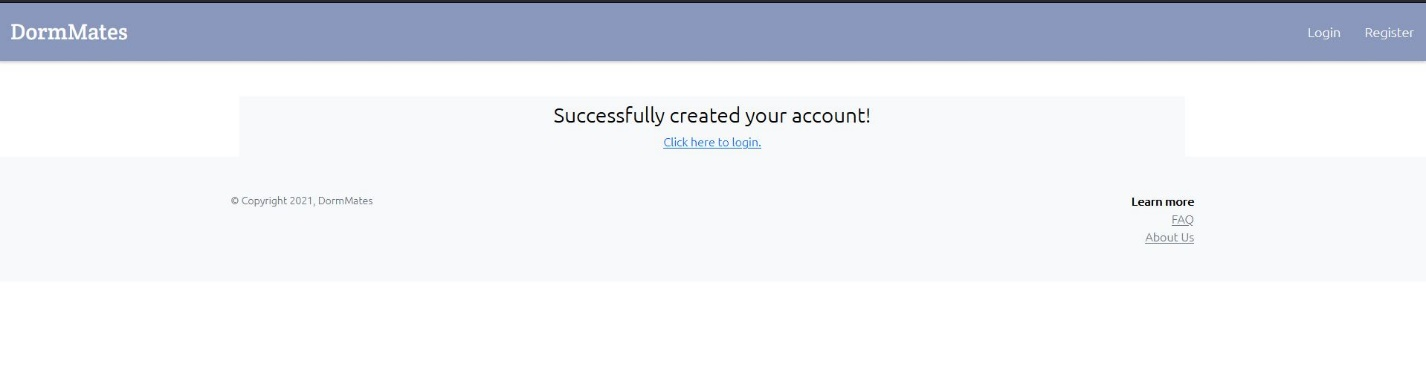 DormMates
Login Register
Successfully created your account!
Click here to login.
© Copyright 2021, DormMates
Learn more
FAQ
About Us